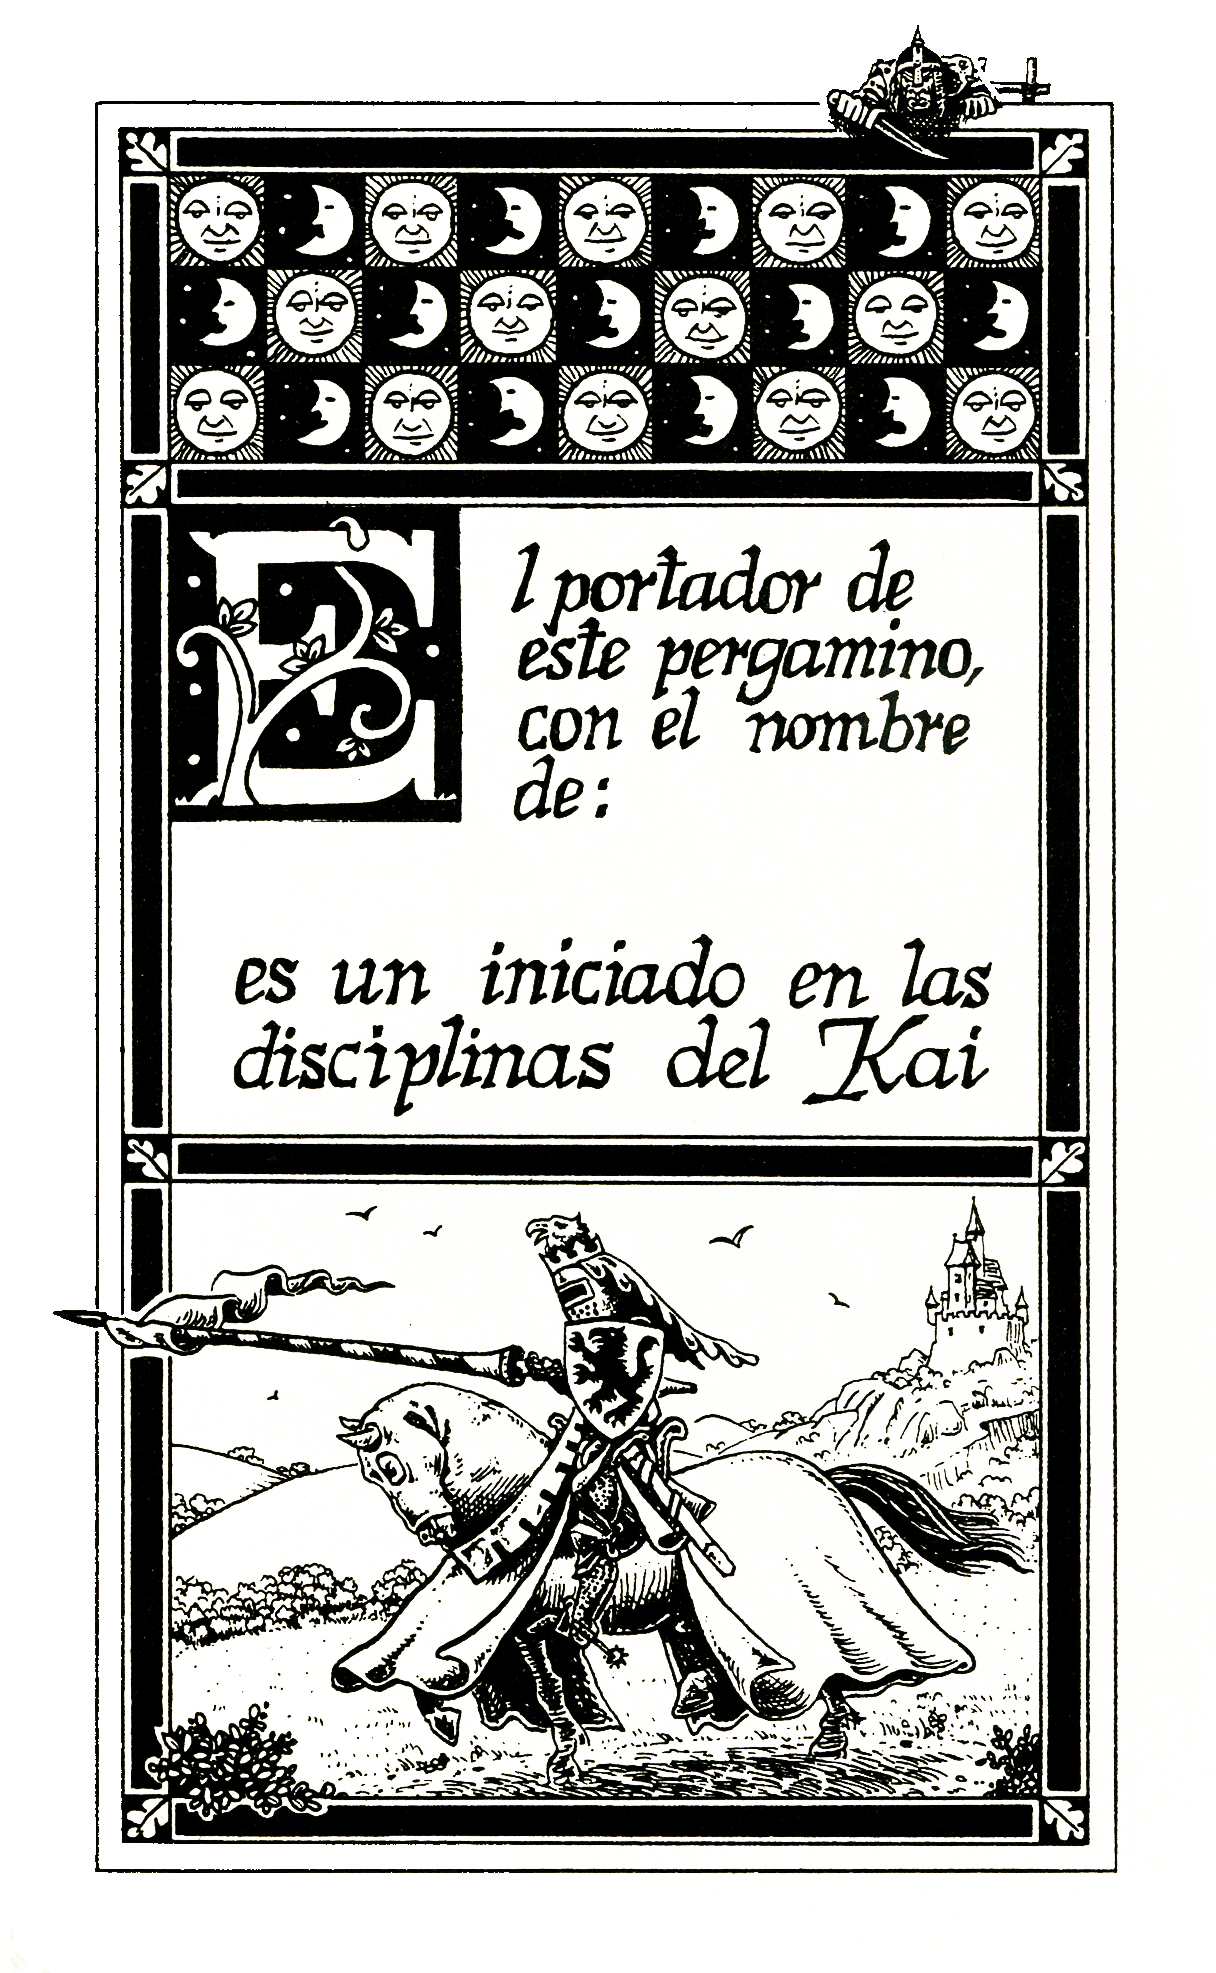 El portador de
este pergamino,
con el nombre
de:
es un iniciado en las
disciplinas del Kai